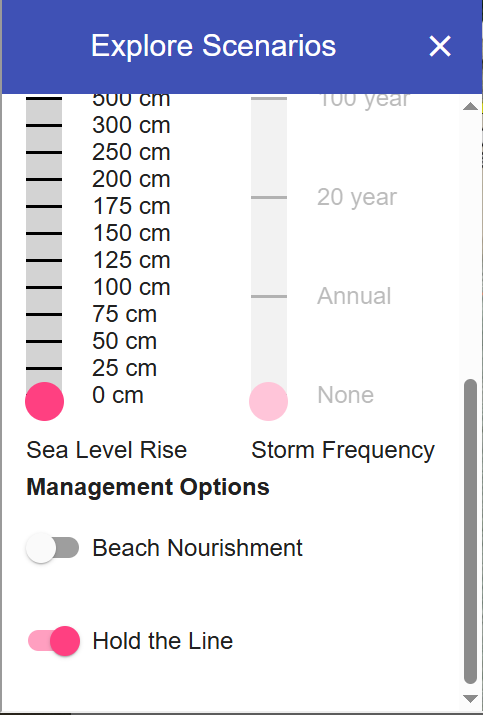 Explore Scenarios
500 cm
100 year
300 cm
250 cm
200 cm
20 year
175 cm
150 cm
125 cm
100 cm
Annual
75 cm
50 cm
25 cm
0 cm
None
Sea Level Rise
Storm Frequency
Management Options
Beach Nourishment
Hold the Line